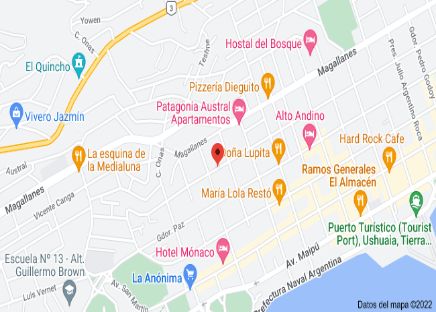 Yowen
C. Onas
3
Teshne
Hostal del Bosque
El Quincho
Magallanes
Pres. Julio Argentino Roca
Gdor. Pedro Godoy
Pizzería Dieguito
Vivero Jazmin
Patagonia Austral
Apartamentos
Alto Andino
Magallanes
Hard Rock Cafe
Doña Lupita
La esquina de
la Medialuna
C. Onas
Austral
Ramos Generales
El Almacén
Magallanes
María Lola Restó
Vicente Canga
Puerto Turístico (Tourist
Port), Ushuaia, Tierra...
Gdor. Paz
Hotel Mónaco
Av. Maipú
Escuela Nº 13 - Alt.
Guillermo Brown
La Anónima
Av. San Martín
Prefectura Naval Argentina
Luis Vernet
Datos del mapa ©2022